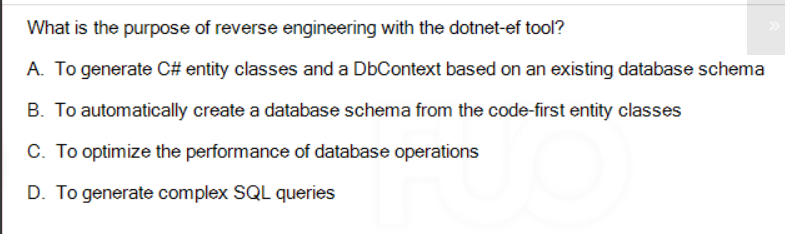 What is the purpose of reverse engineering with the dotnet-ef tool?
A. To generate C# entity classes and a DbContext based on an existing database schema
B. To automatically create a database schema from the code-first entity classes
C. To optimize the performance of database operations
D. To generate complex SQL queries
FUO